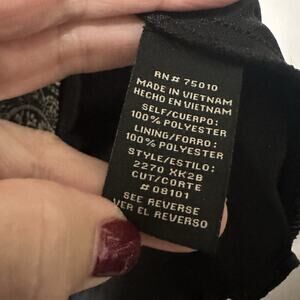 RN# 75010
MADE IN VIETNAM
HECHO EN VIETNAM
SELF/CUERPO:
100% POLYESTER
LINING/FORRO:
100% POLYESTER
STYLE/ESTILO:
2270 XK2B
CUT/CORTE
# 08101
SEE REVERSE
VER EL REVERSO